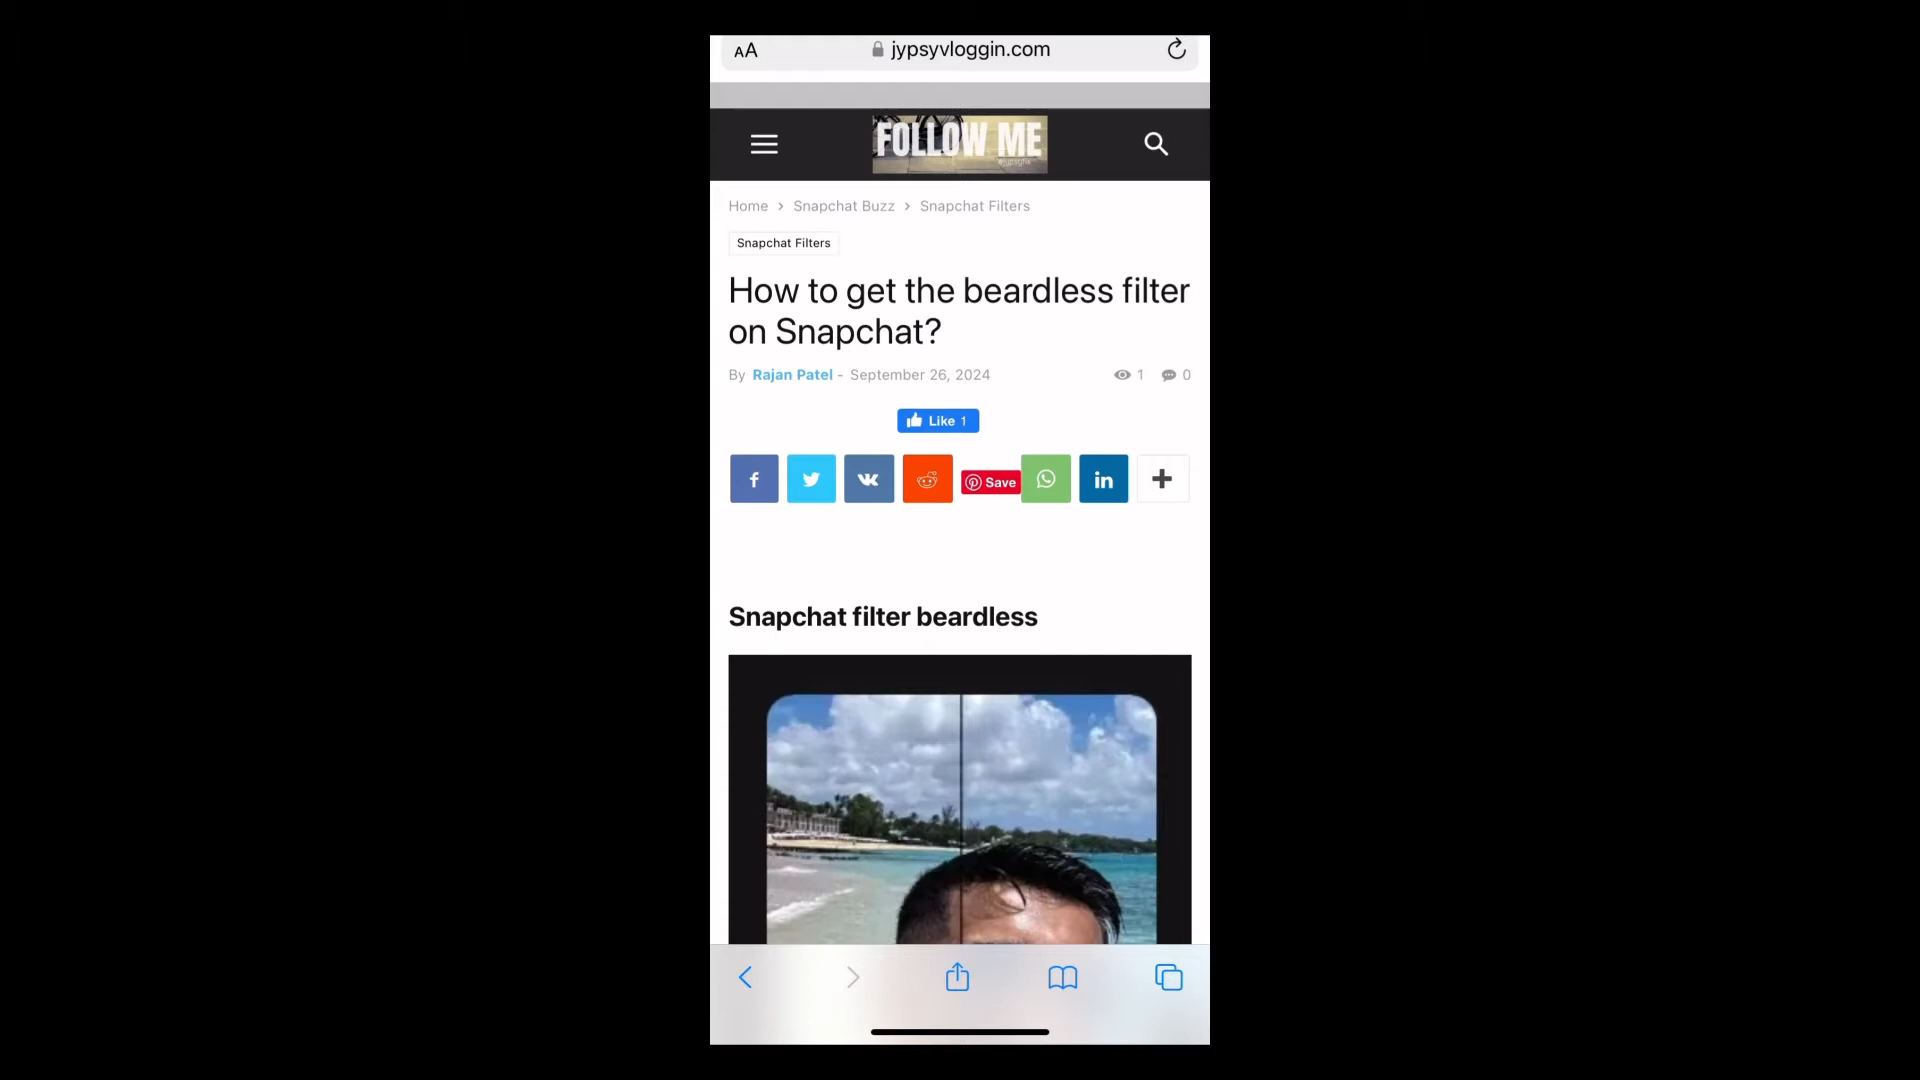 AA jypsyvloggin.com
FOLLOW ME
Home > Snapchat Buzz > Snapchat Filters
Snapchat Filters
How to get the beardless filter
on Snapchat?
By Rajan Patel - September 26, 2024 1 0
Like 1
Save
Snapchat filter beardless